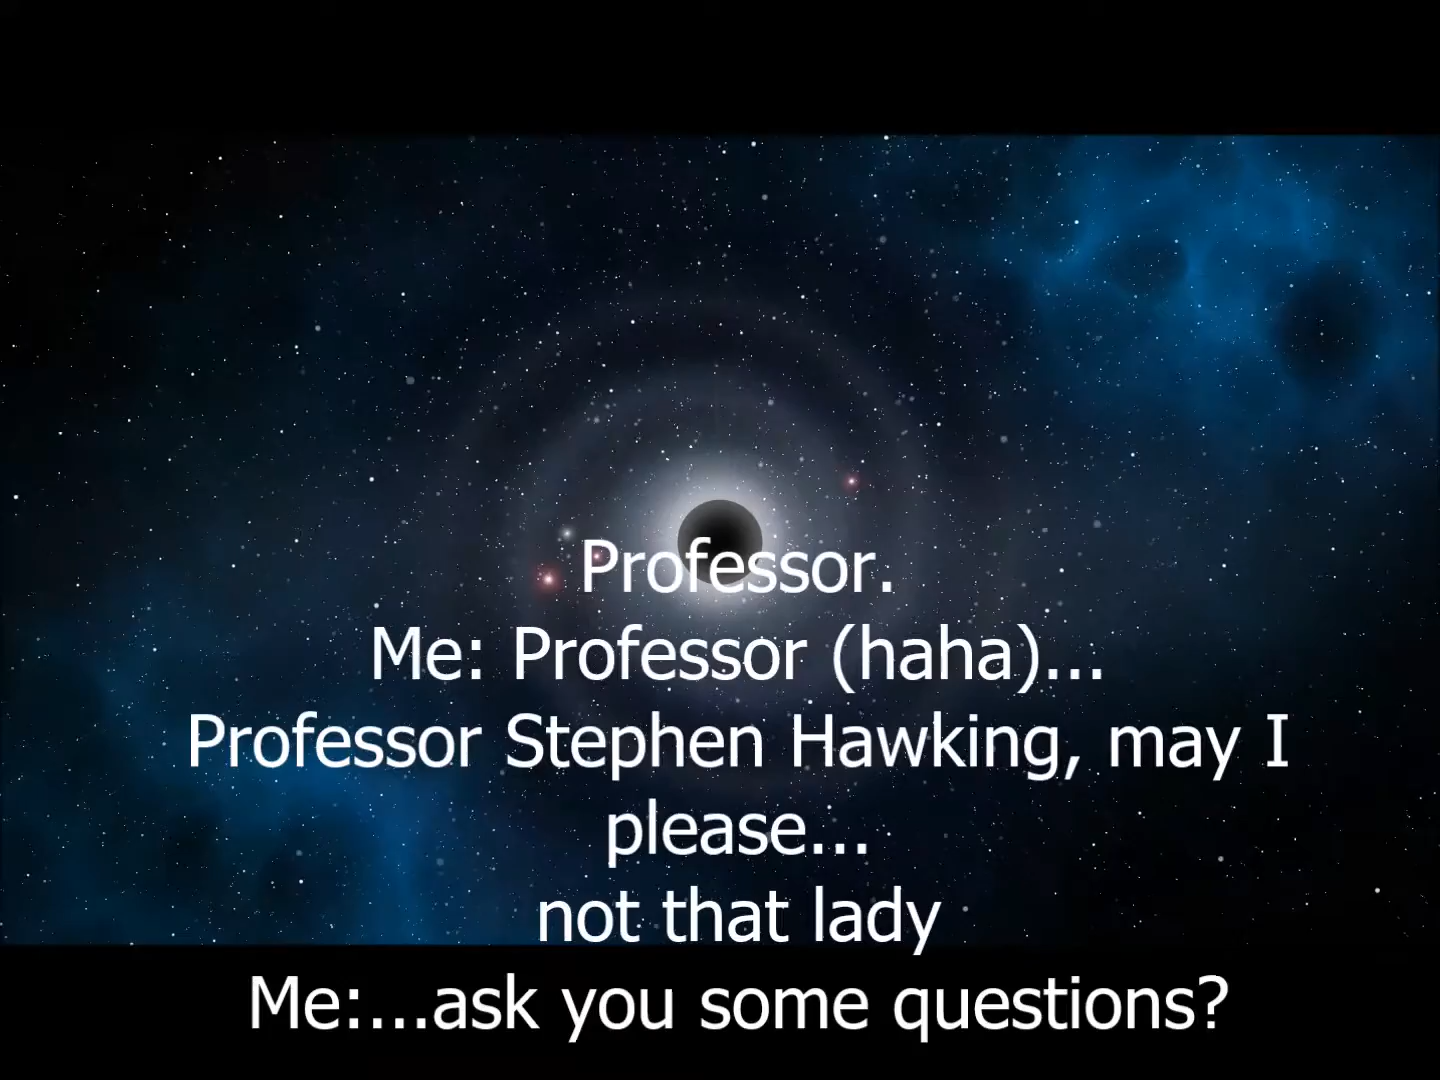 Professor.
Me: Professor (haha)...
Professor Stephen Hawking, may I
please...
not that lady
Me:...ask you some questions?